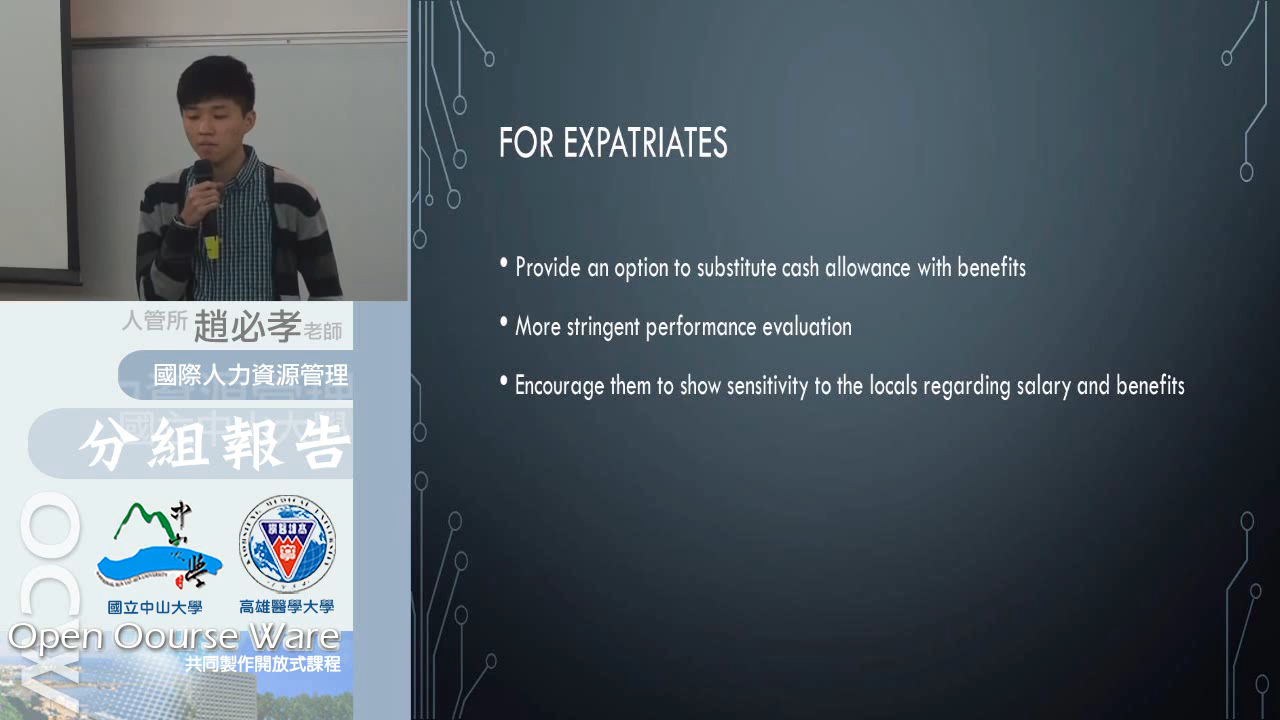 FOR EXPATRIATES
• Provide an option to substitute cash allowance with benefits
• More stringent performance evaluation
• Encourage them to show sensitivity to the locals regarding salary and benefits
人管所 趙必孝 老師
國際人力資源管理
分組報告
國立中山大學
高雄醫學大學
OCW
Open Oourse Ware
共同製作開放式課程